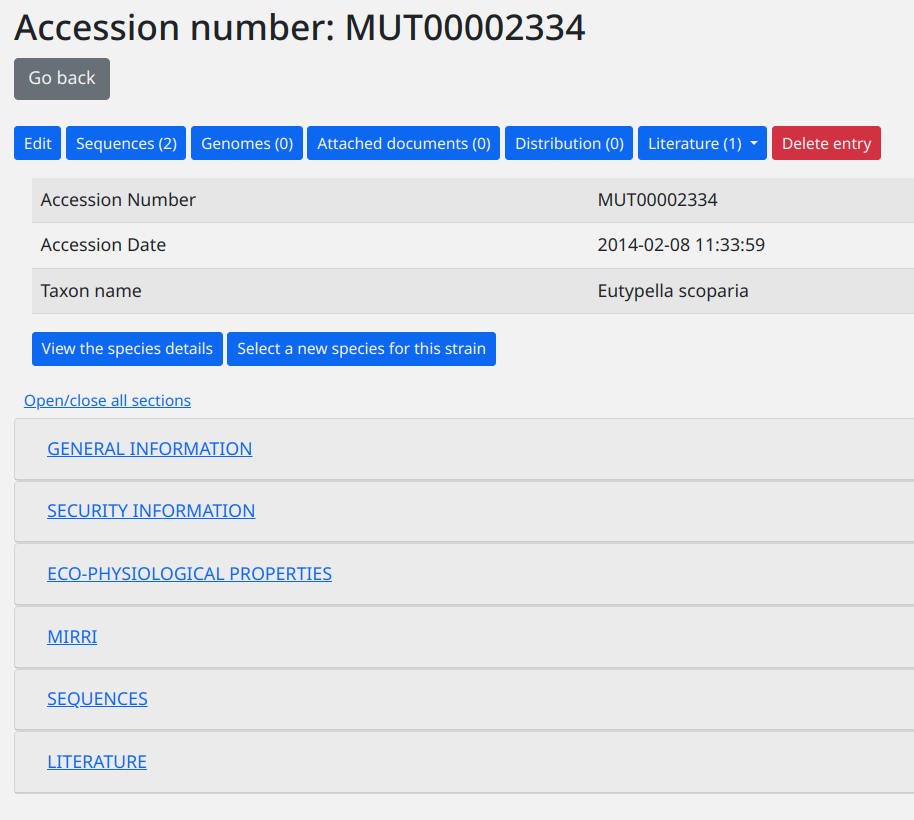 Accession number: MUT00002334
Go back
Edit Sequences (2) Genomes (0) Attached documents (0) Distribution (0) Literature (1) Delete entry
Accession Number MUT00002334
Accession Date 2014-02-08 11:33:59
Taxon name Eutypella scoparia
View the species details Select a new species for this strain
Open/close all sections
GENERAL INFORMATION
SECURITY INFORMATION
ECO-PHYSIOLOGICAL PROPERTIES
MIRRI
SEQUENCES
LITERATURE